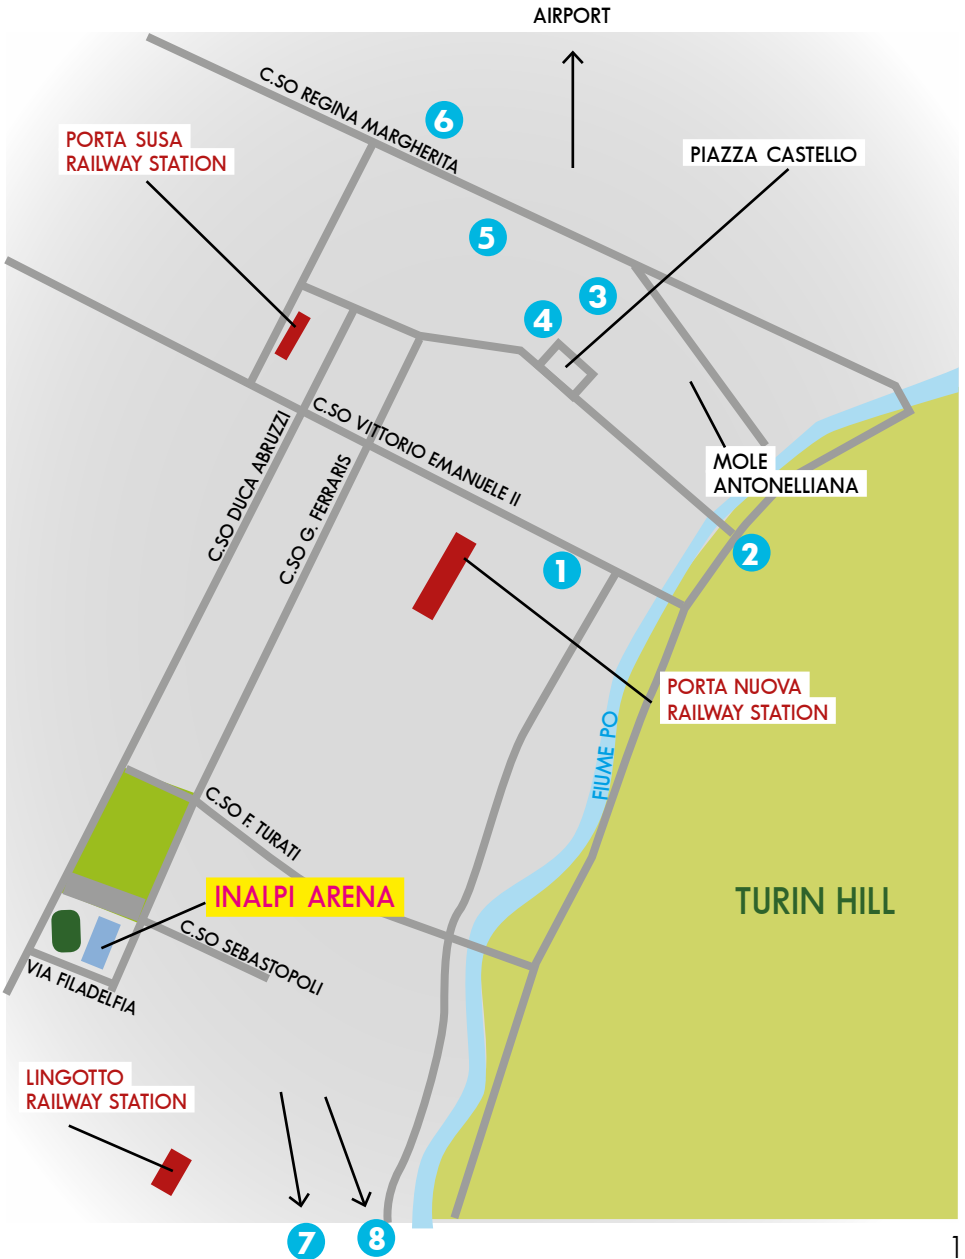 AIRPORT
C.SO REGINA MARGHERITA
6
PORTA SUSA
RAILWAY STATION
PIAZZA CASTELLO
5
3
4
C.SO DUCA ABRUZZI
C.SO VITTORIO EMANUELE II
C.SO G. FERRARIS
MOLE
ANTONELLIANA
1
2
PORTA NUOVA
RAILWAY STATION
FIUME PO
C.SO F. TURATI
INALPI ARENA
TURIN HILL
C.SO SEBASTOPOLI
VIA FILADELFIA
LINGOTTO
RAILWAY STATION
7
8
1